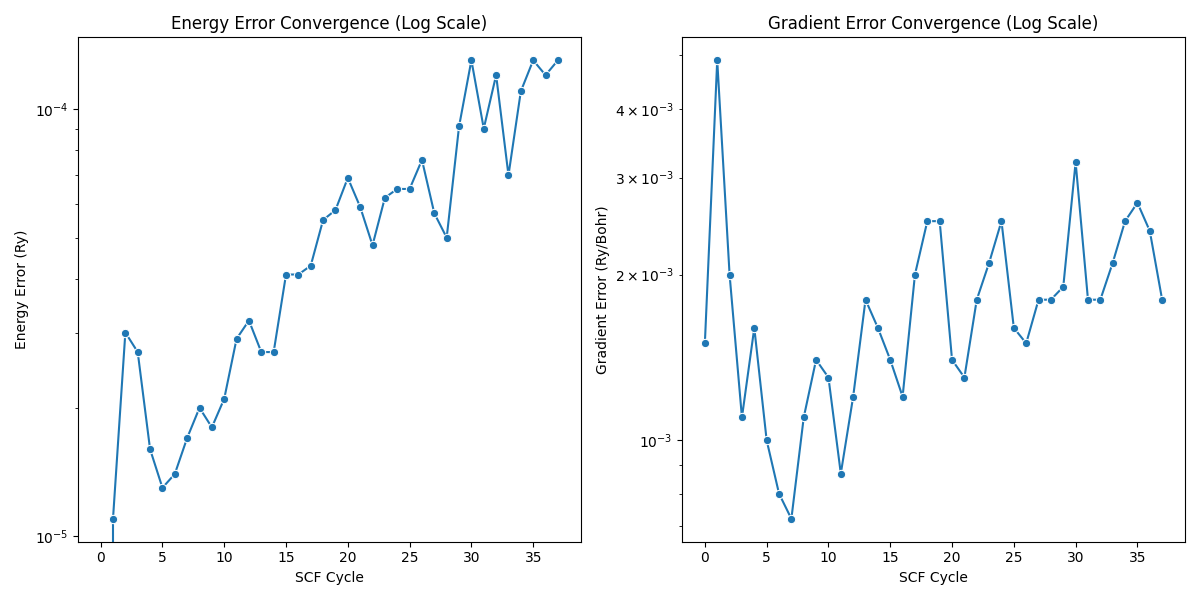 Energy Error Convergence (Log Scale)
Energy Error (Ry)
10⁻⁴
10⁻⁵
0 5 10 15 20 25 30 35
SCF Cycle
Gradient Error Convergence (Log Scale)
Gradient Error (Ry/Bohr)
4 × 10⁻³
3 × 10⁻³
2 × 10⁻³
10⁻³
0 5 10 15 20 25 30 35
SCF Cycle